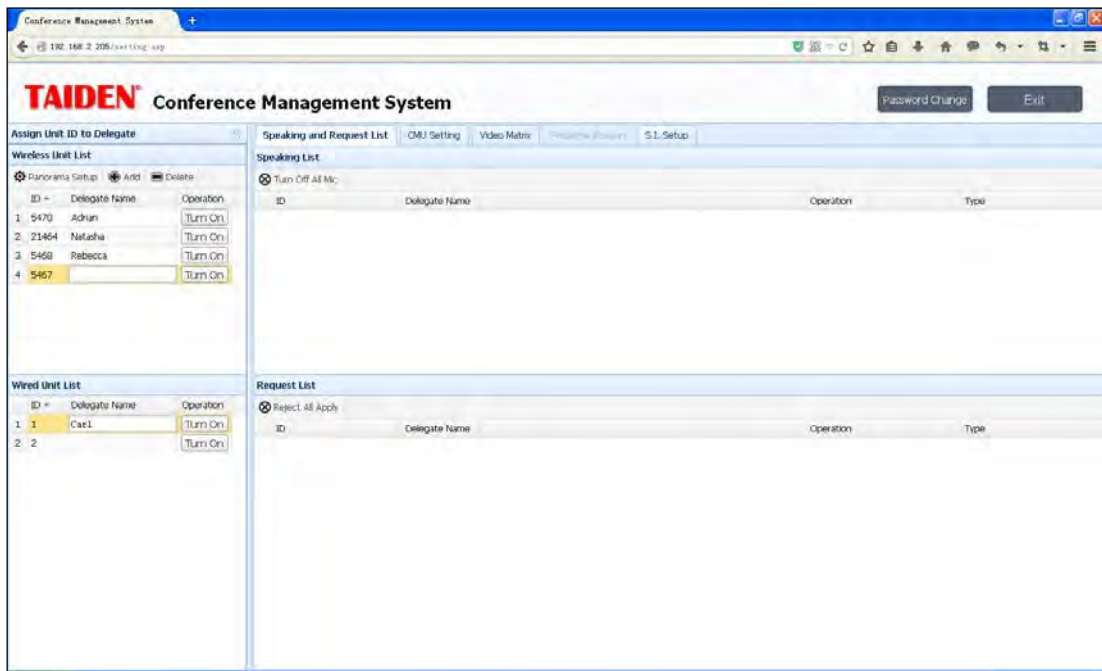 Conference Management System
192.168.2.205/setting.asp
TAIDEN® Conference Management System
Password Change
Exit
Assign Unit ID to Delegate
Speaking and Request List
CMU Setting
Video Matrix
S.I. Setup
Wireless Unit List
Speaking List
Panorama Setup
Add
Delete
Turn Off All Mic
ID Delegate Name Operation
ID Delegate Name Operation Type
1 5470 Adrian Turn On
2 21464 Natasha Turn On
3 5468 Rebecca Turn On
4 5467 Turn On
Wired Unit List
Request List
ID Delegate Name Operation
Reject All Apply
1 1 Carl Turn On
ID Delegate Name Operation Type
2 2 Turn On